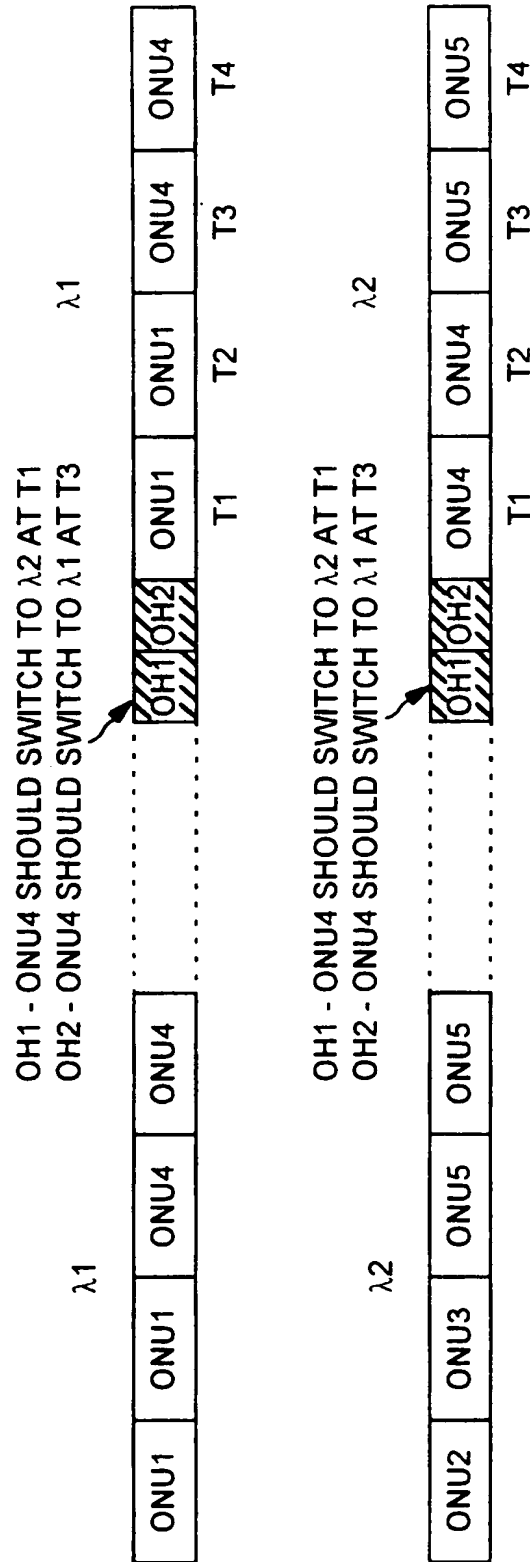 OH1 - ONU4 SHOULD SWITCH TO λ2 AT T1
OH2 - ONU4 SHOULD SWITCH TO λ1 AT T3
λ1
λ1
ONU1 ONU1 ONU4 ONU4 OH1 OH2 ONU1 ONU1 ONU4 ONU4
T1 T2 T3 T4
OH1 - ONU4 SHOULD SWITCH TO λ2 AT T1
OH2 - ONU4 SHOULD SWITCH TO λ1 AT T3
λ2
λ2
ONU2 ONU3 ONU5 ONU5 OH1 OH2 ONU4 ONU4 ONU5 ONU5
T1 T2 T3 T4